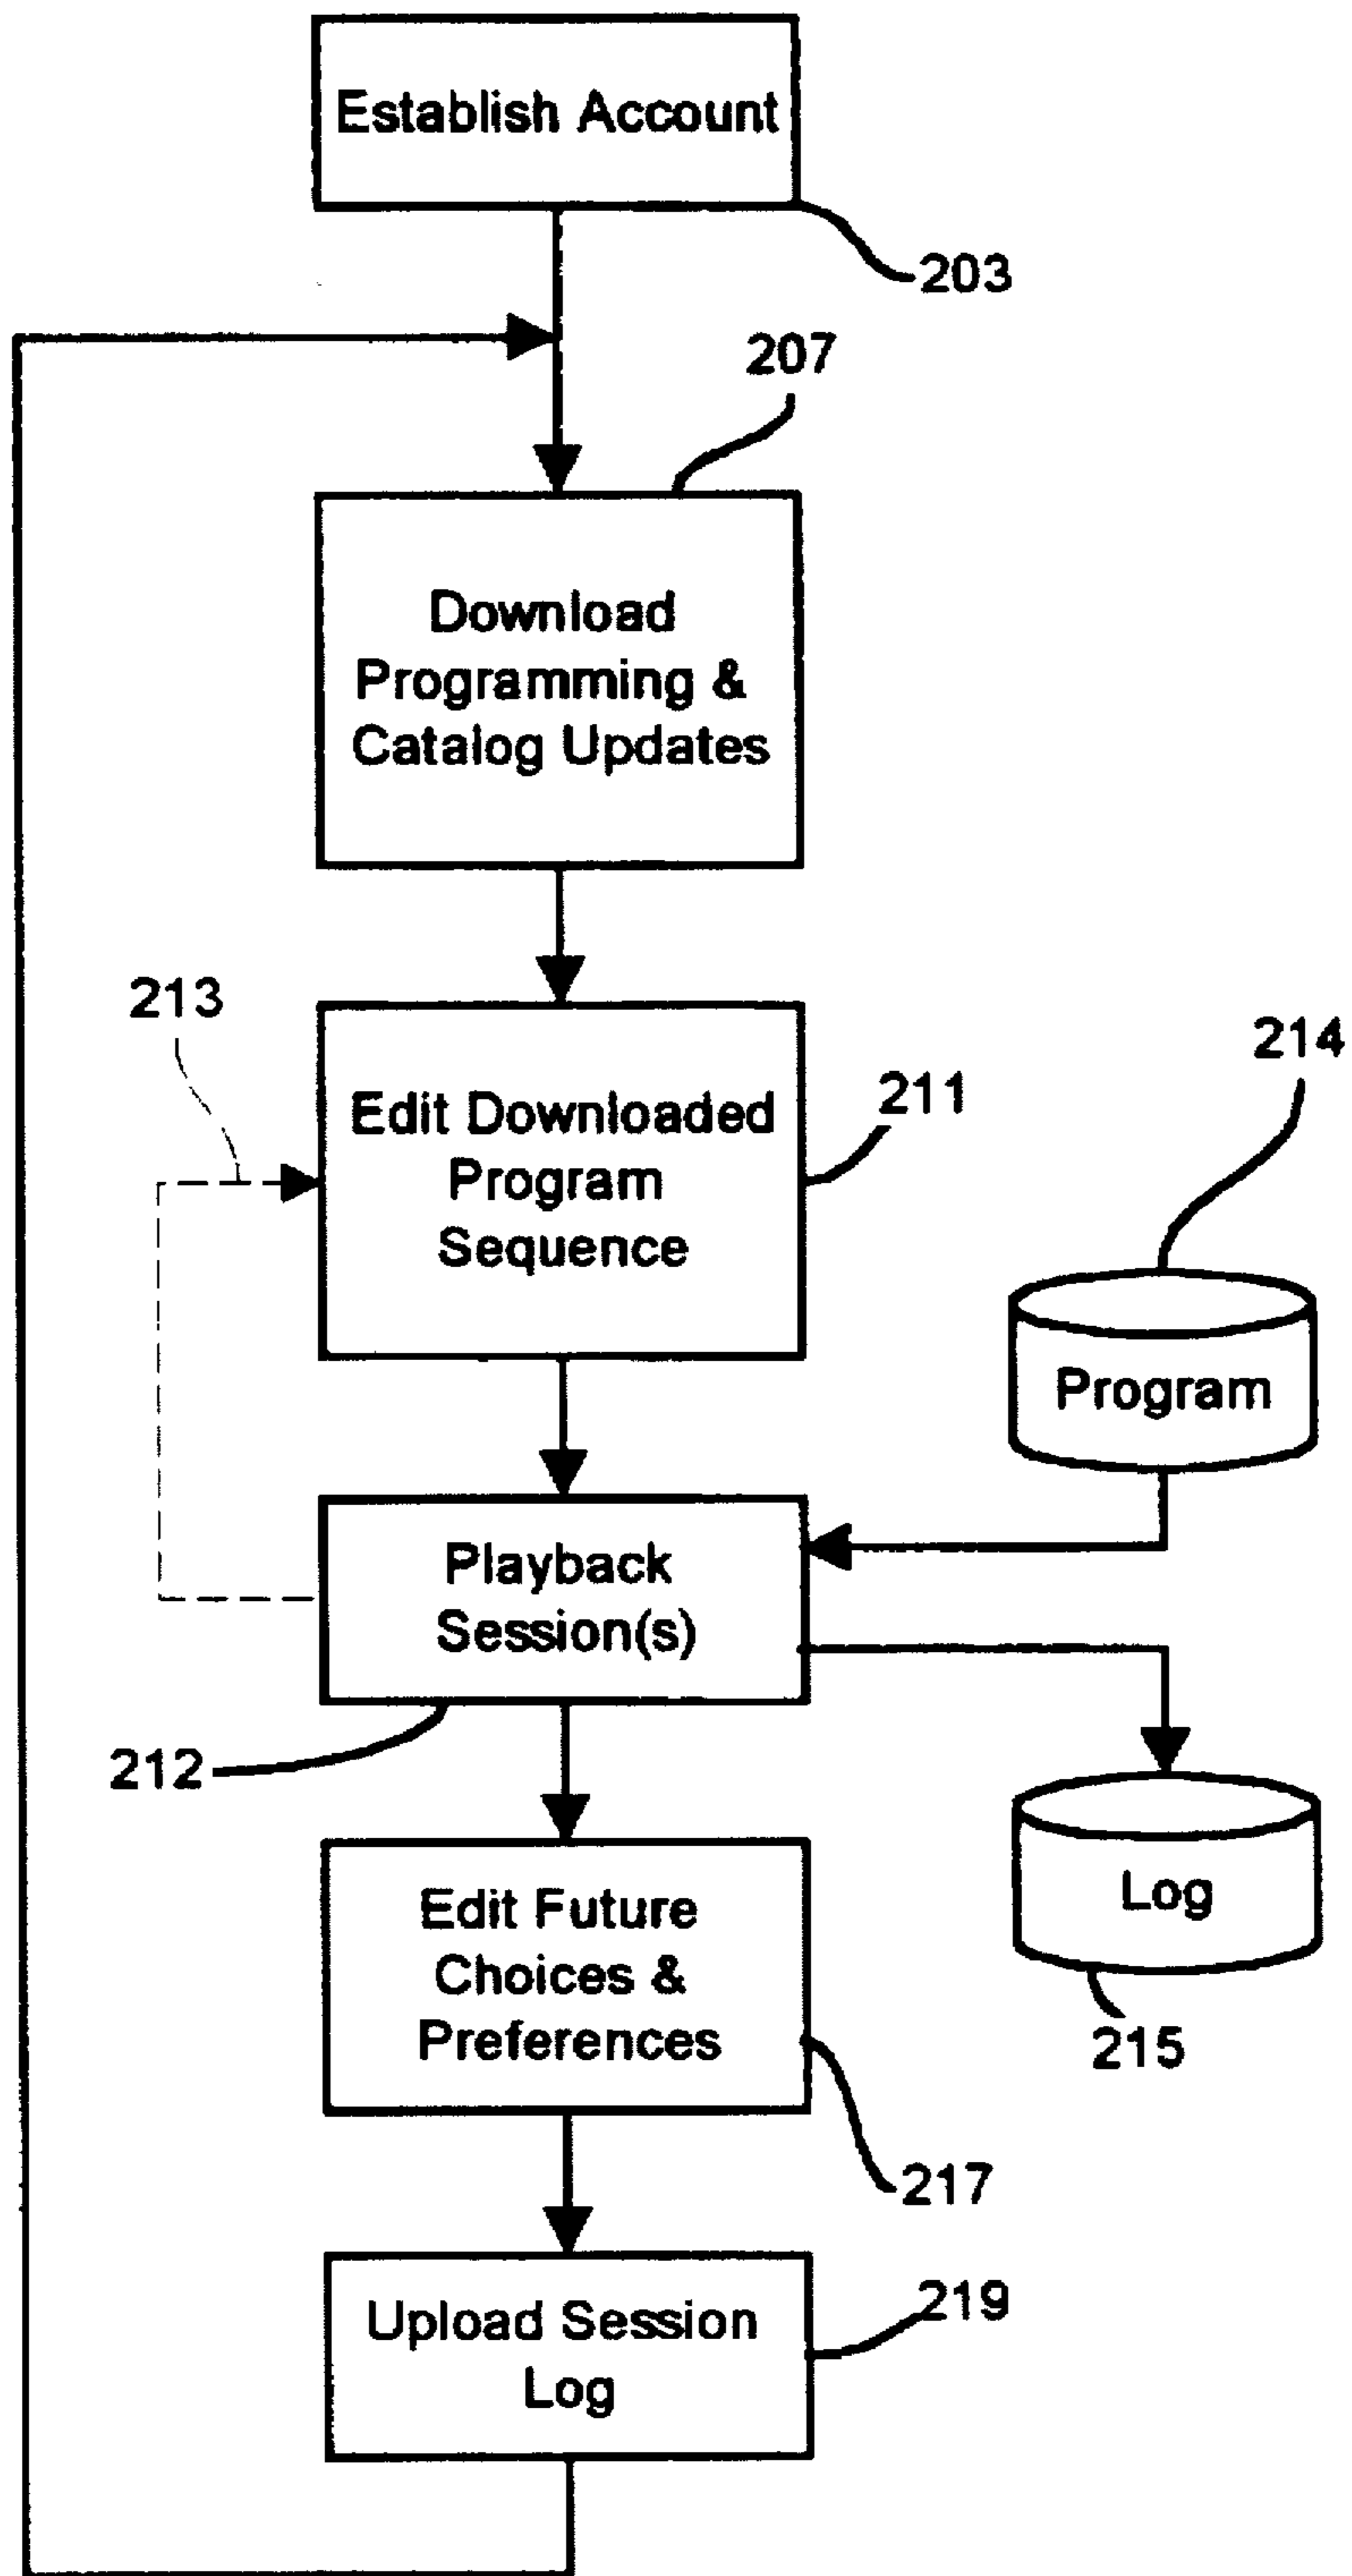 Establish Account
203
207
Download
Programming &
Catalog Updates
213
214
Edit Downloaded
Program
Sequence
211
Program
Playback
Session(s)
212
Log
215
Edit Future
Choices &
Preferences
217
Upload Session
Log
219